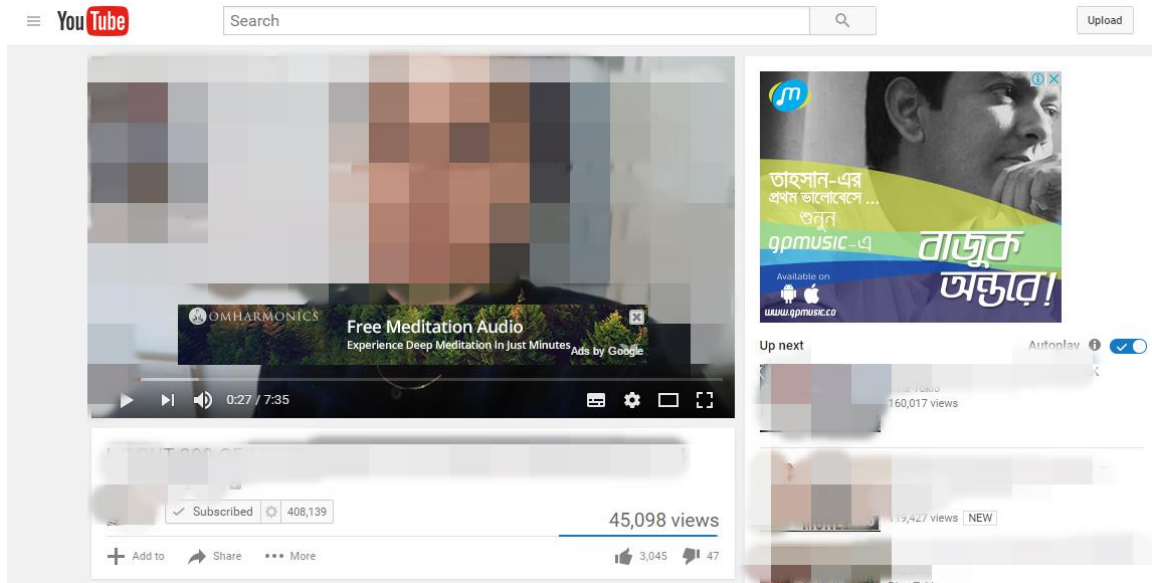 YouTube
Search
Upload
তাহসান-এর
প্রথম ভালোবেসে ...
শুনুন
gpmusic-এ
Available on
www.gpmusic.co
বাজুক
অন্তরে!
OMHARMONICS
Free Meditation Audio
Experience Deep Meditation In Just Minutes
Ads by Google
0:27 / 7:35
Up next
Autoplay
160,017 views
Subscribed 408,139
45,098 views
119,427 views NEW
Add to Share More 3,045 47